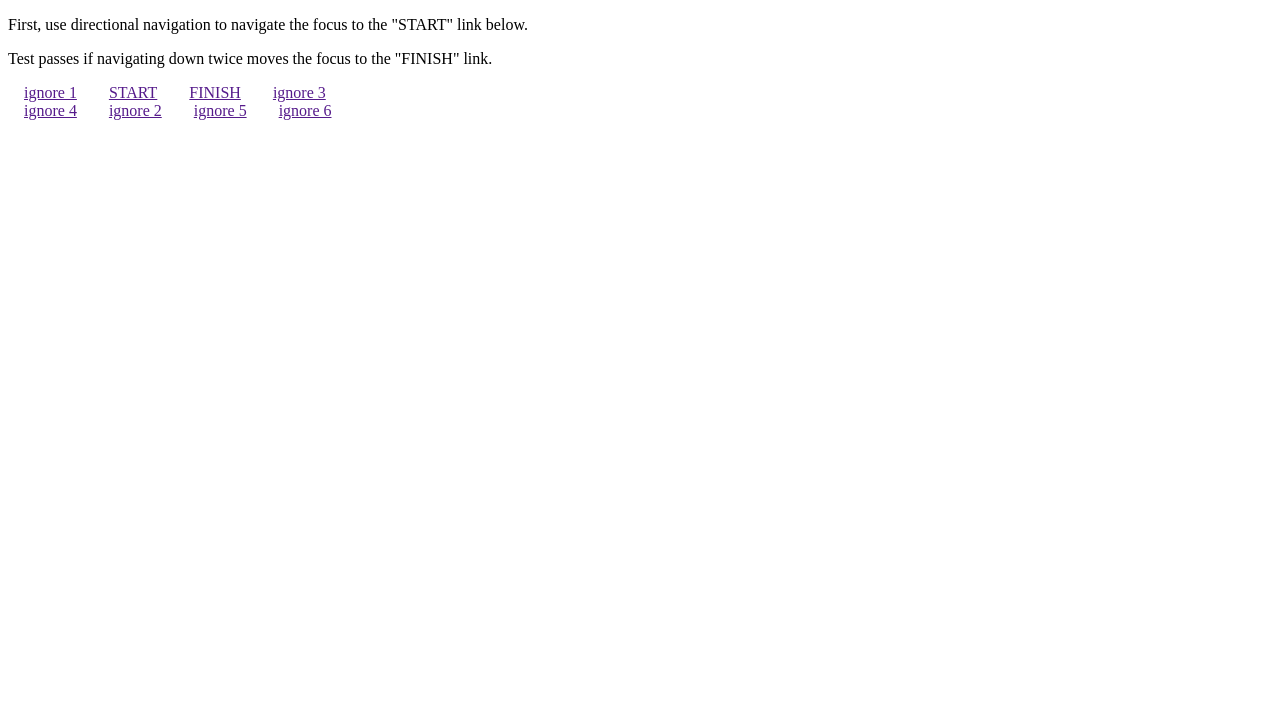 First, use directional navigation to navigate the focus to the "START" link below.
Test passes if navigating down twice moves the focus to the "FINISH" link.
ignore 1 START FINISH ignore 3
ignore 4 ignore 2 ignore 5 ignore 6